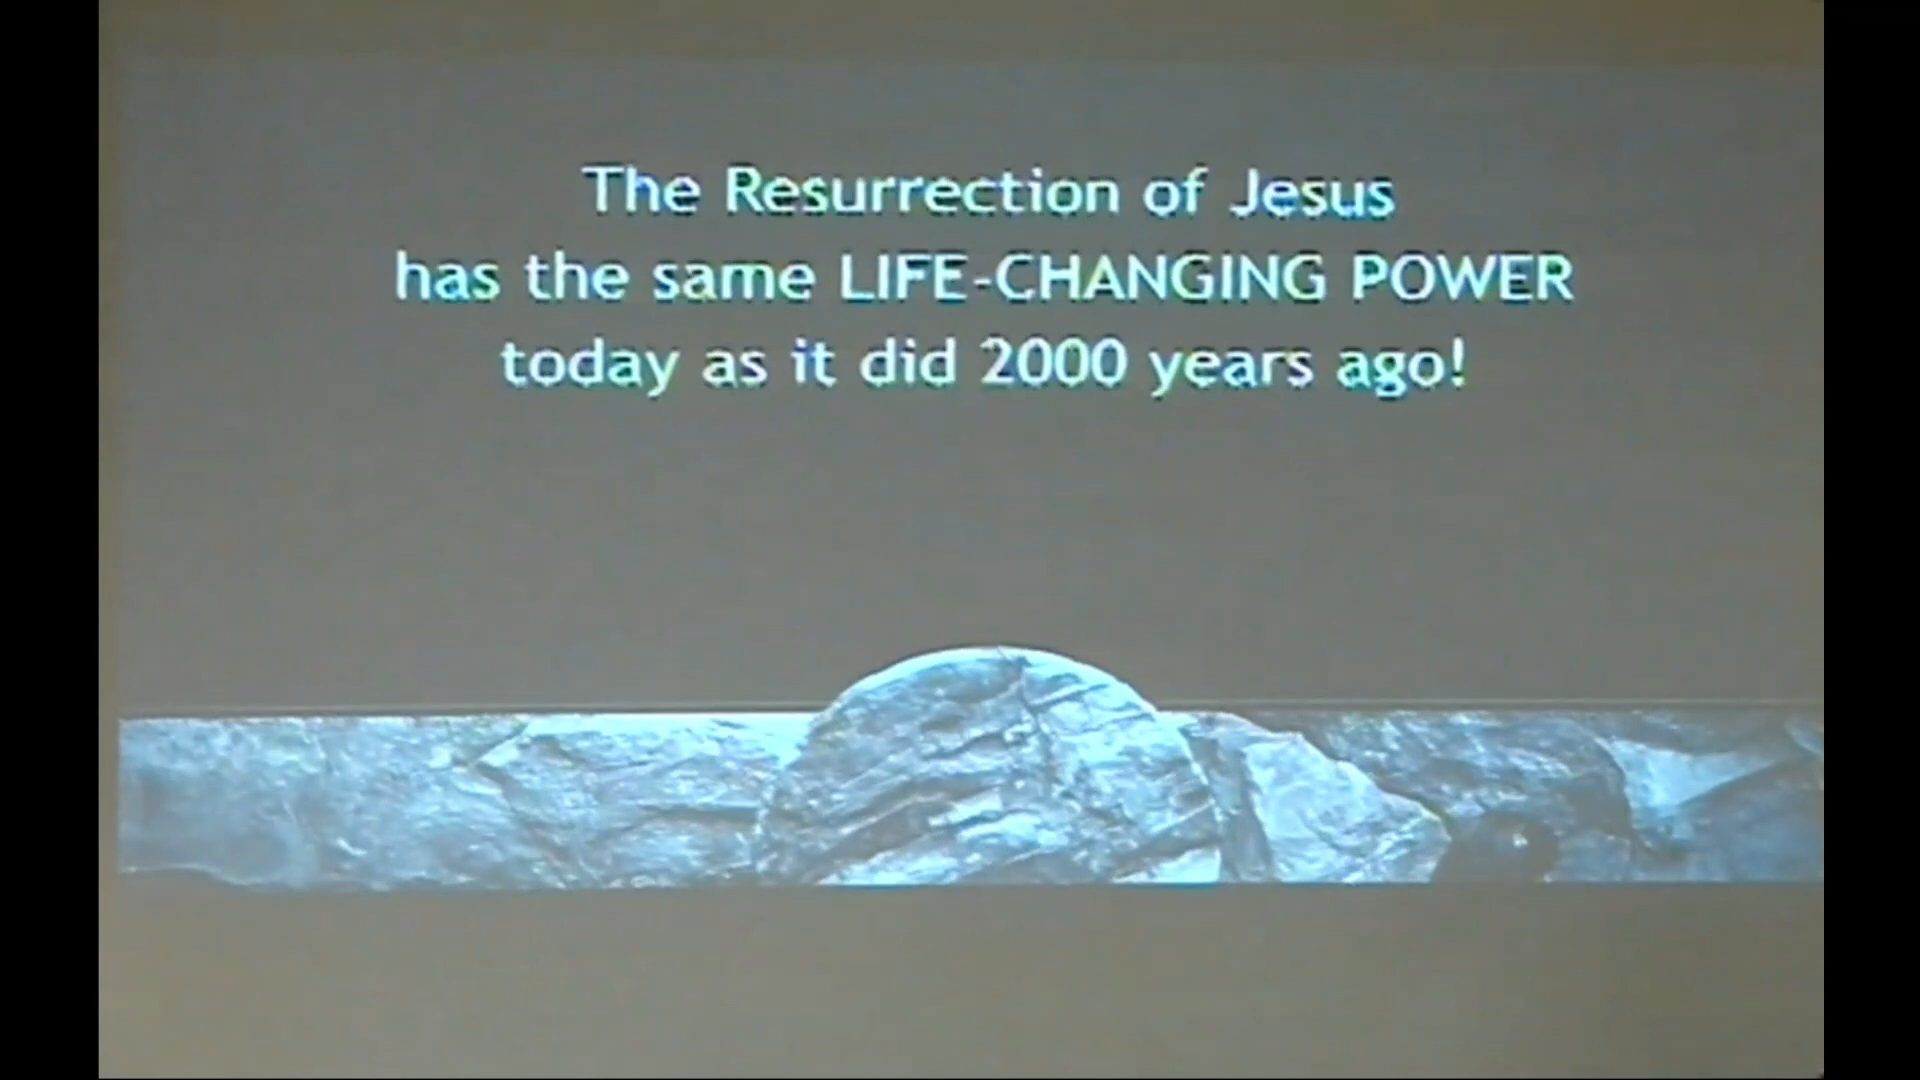 The Resurrection of Jesus
has the same LIFE-CHANGING POWER
today as it did 2000 years ago!